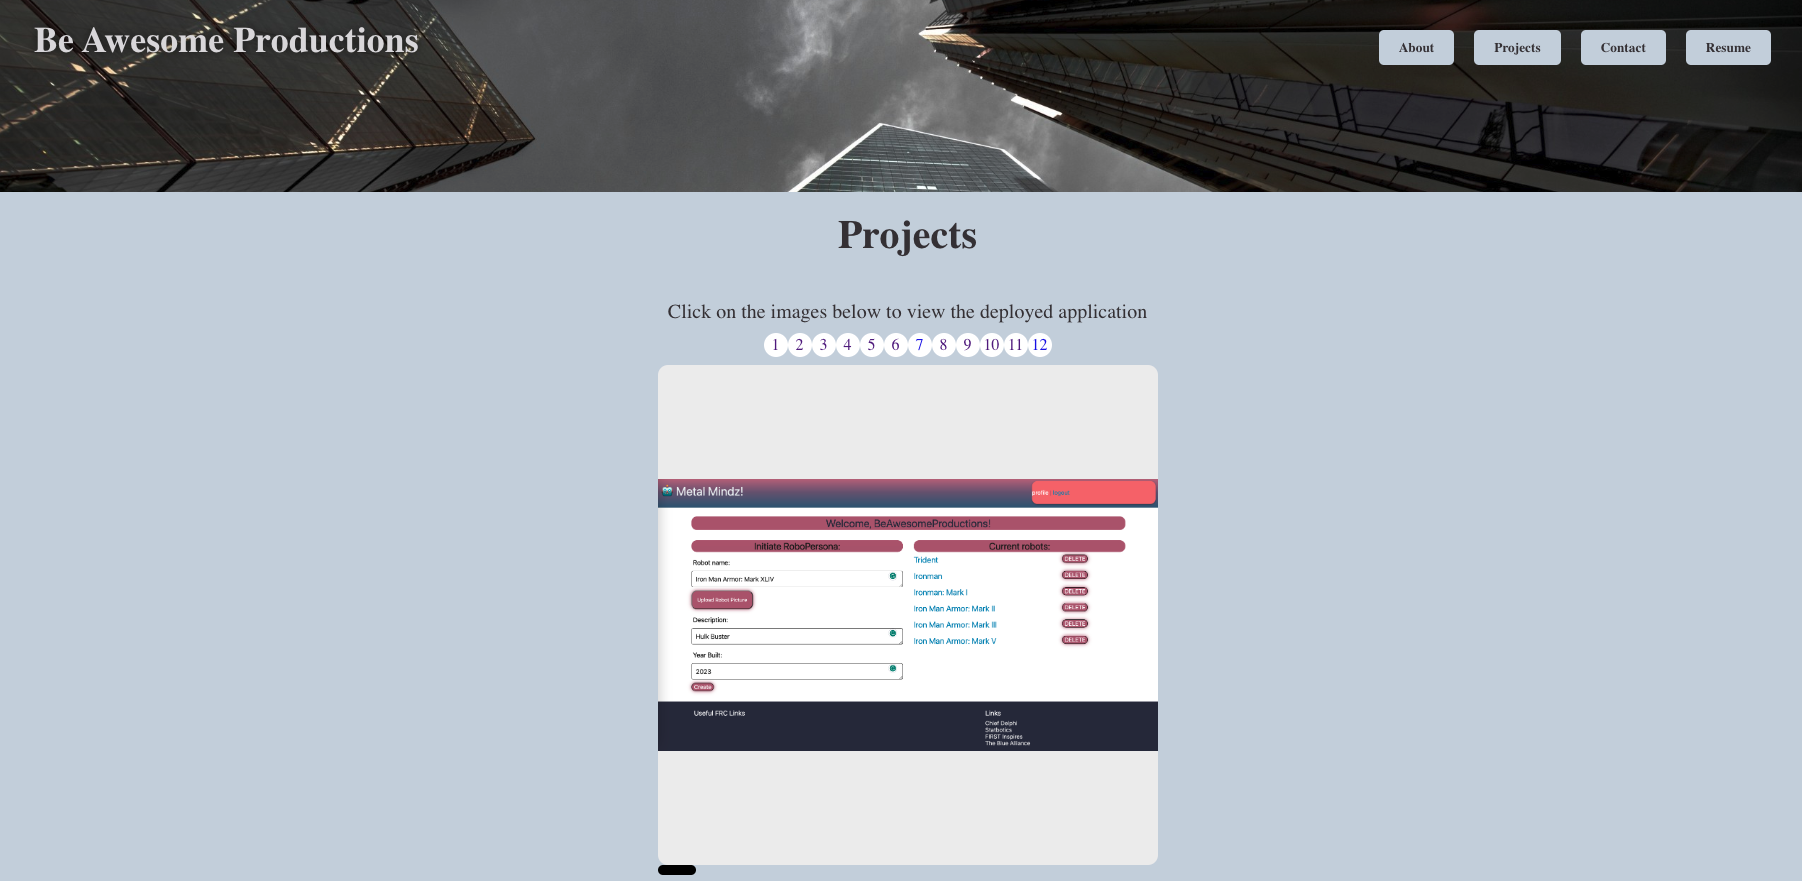 Be Awesome Productions
About Projects Contact Resume
Projects
Click on the images below to view the deployed application
1 2 3 4 5 6 7 8 9 10 11 12
Metal Mindz!
profile logout
Welcome, BeAwesomeProductions!
Initiate RoboPersona:
Robot name:
Iron Man Armor: Mark XLIV
Upload Robot Picture
Description:
Hulk Buster
Year Built:
2023
Create
Current robots:
Trident DELETE
Ironman DELETE
Ironman: Mark I DELETE
Iron Man Armor: Mark II DELETE
Iron Man Armor: Mark III DELETE
Iron Man Armor: Mark V DELETE
Useful FRC Links
Links
Chief Delphi
Statbotics
FIRST Inspires
The Blue Alliance